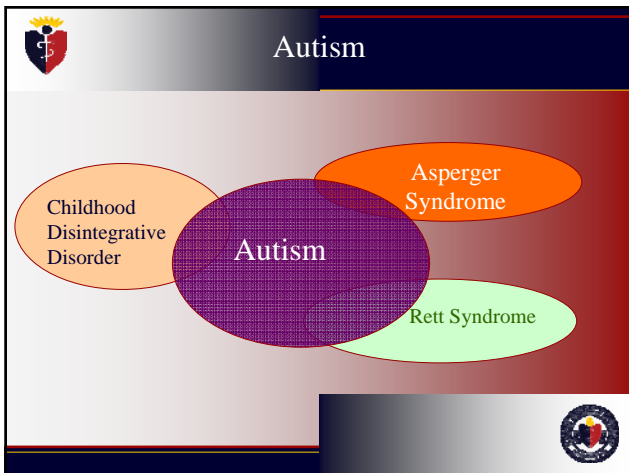 Autism
Asperger
Syndrome
Childhood
Disintegrative
Disorder
Autism
Rett Syndrome